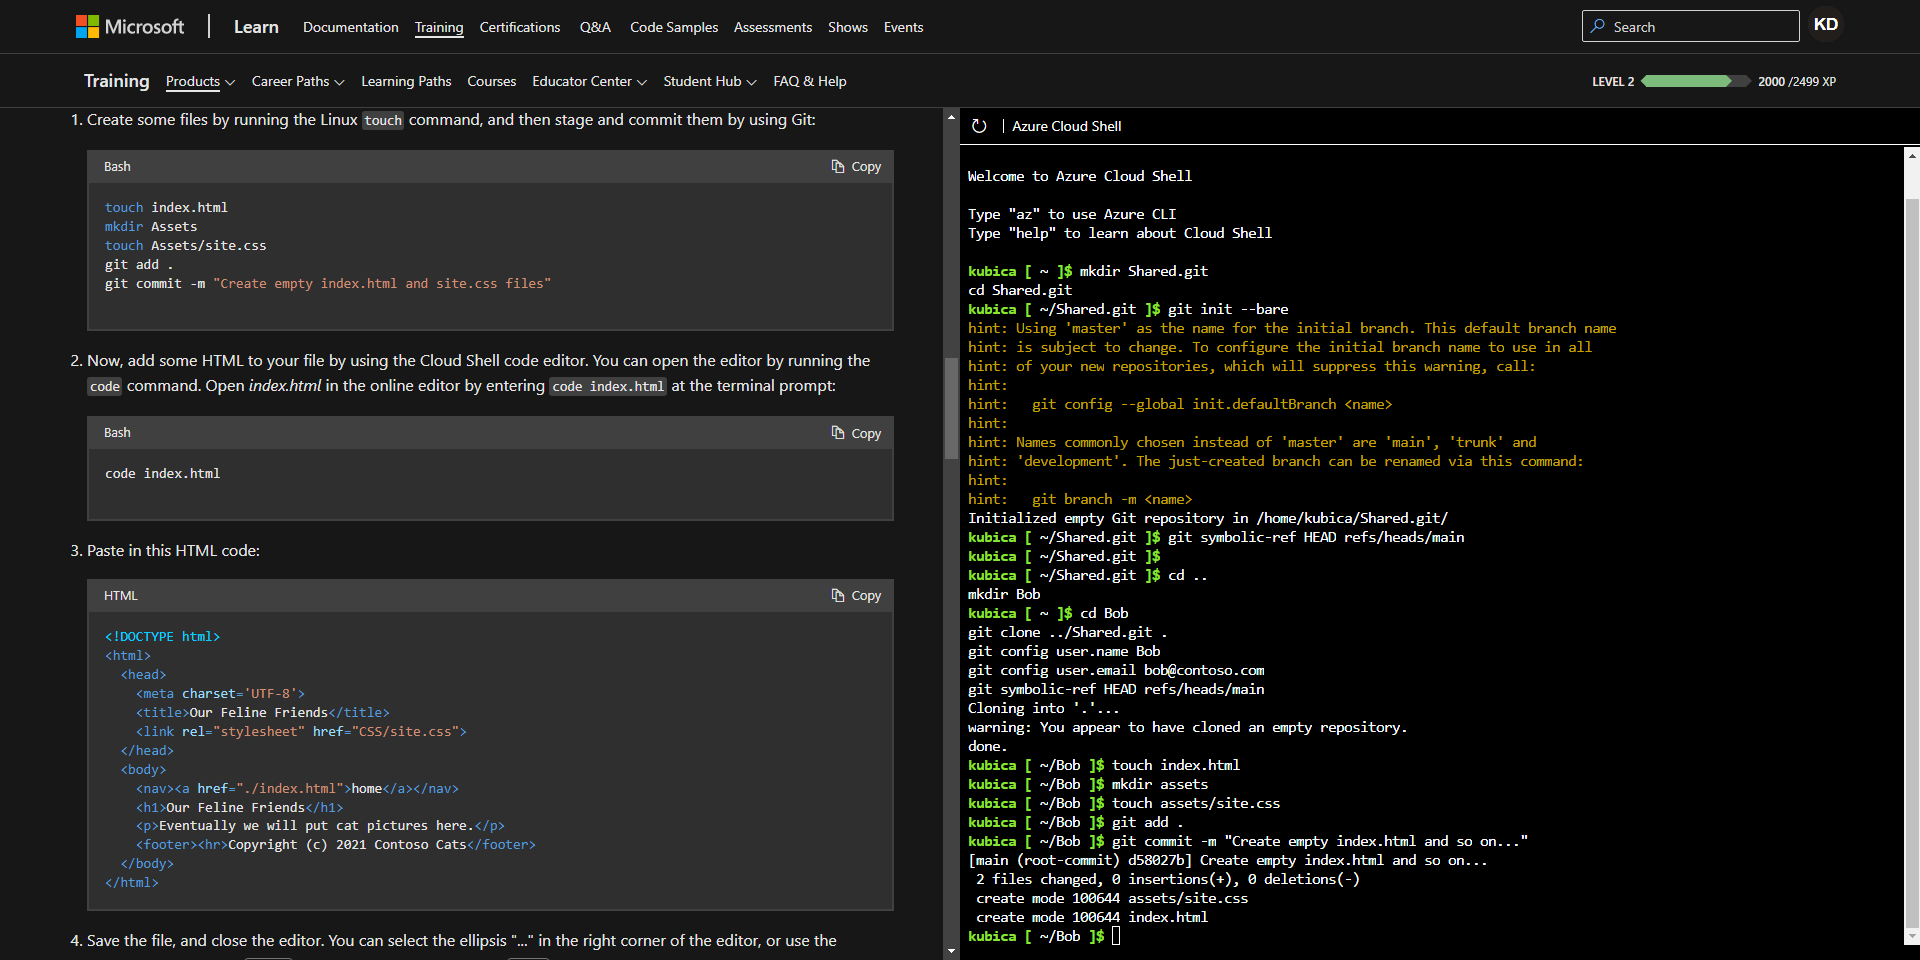 Microsoft | Learn Documentation Training Certifications Q&A Code Samples Assessments Shows Events Search KD
Training Products Career Paths Learning Paths Courses Educator Center Student Hub FAQ & Help LEVEL 2 2000 /2499 XP
1. Create some files by running the Linux touch command, and then stage and commit them by using Git:
Bash Copy
touch index.html
mkdir Assets
touch Assets/site.css
git add .
git commit -m "Create empty index.html and site.css files"
2. Now, add some HTML to your file by using the Cloud Shell code editor. You can open the editor by running the
code command. Open index.html in the online editor by entering code index.html at the terminal prompt:
Bash Copy
code index.html
3. Paste in this HTML code:
HTML Copy
<!DOCTYPE html>
<html>
  <head>
    <meta charset='UTF-8'>
    <title>Our Feline Friends</title>
    <link rel="stylesheet" href="CSS/site.css">
  </head>
  <body>
    <nav><a href="./index.html">home</a></nav>
    <h1>Our Feline Friends</h1>
    <p>Eventually we will put cat pictures here.</p>
    <footer><hr>Copyright (c) 2021 Contoso Cats</footer>
  </body>
</html>
4. Save the file, and close the editor. You can select the ellipsis "..." in the right corner of the editor, or use the
| Azure Cloud Shell
Welcome to Azure Cloud Shell
Type "az" to use Azure CLI
Type "help" to learn about Cloud Shell
kubica [ ~ ]$ mkdir Shared.git
cd Shared.git
kubica [ ~/Shared.git ]$ git init --bare
hint: Using 'master' as the name for the initial branch. This default branch name
hint: is subject to change. To configure the initial branch name to use in all
hint: of your new repositories, which will suppress this warning, call:
hint:
hint:   git config --global init.defaultBranch <name>
hint:
hint: Names commonly chosen instead of 'master' are 'main', 'trunk' and
hint: 'development'. The just-created branch can be renamed via this command:
hint:
hint:   git branch -m <name>
Initialized empty Git repository in /home/kubica/Shared.git/
kubica [ ~/Shared.git ]$ git symbolic-ref HEAD refs/heads/main
kubica [ ~/Shared.git ]$
kubica [ ~/Shared.git ]$ cd ..
mkdir Bob
kubica [ ~ ]$ cd Bob
git clone ../Shared.git .
git config user.name Bob
git config user.email bob@contoso.com
git symbolic-ref HEAD refs/heads/main
Cloning into '.'...
warning: You appear to have cloned an empty repository.
done.
kubica [ ~/Bob ]$ touch index.html
kubica [ ~/Bob ]$ mkdir assets
kubica [ ~/Bob ]$ touch assets/site.css
kubica [ ~/Bob ]$ git add .
kubica [ ~/Bob ]$ git commit -m "Create empty index.html and so on..."
[main (root-commit) d58027b] Create empty index.html and so on...
 2 files changed, 0 insertions(+), 0 deletions(-)
 create mode 100644 assets/site.css
 create mode 100644 index.html
kubica [ ~/Bob ]$